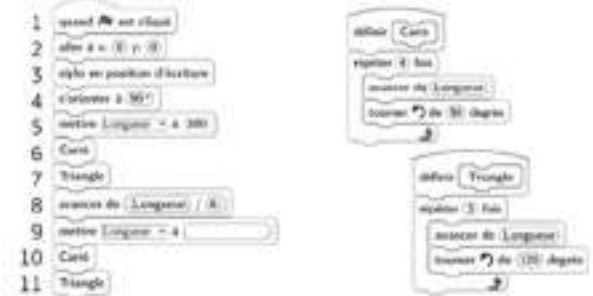 1 quand est cliqué
2 aller à x: 0 y: 0
3 stylo en position d'écriture
4 s'orienter à 90°
5 mettre Longueur à 300
6 Carré
7 Triangle
8 avancer de Longueur / 6
9 mettre Longueur à
10 Carré
11 Triangle
définir Carré
répéter 4 fois
avancer de Longueur
tourner de 90 degrés
définir Triangle
répéter 3 fois
avancer de Longueur
tourner de 120 degrés